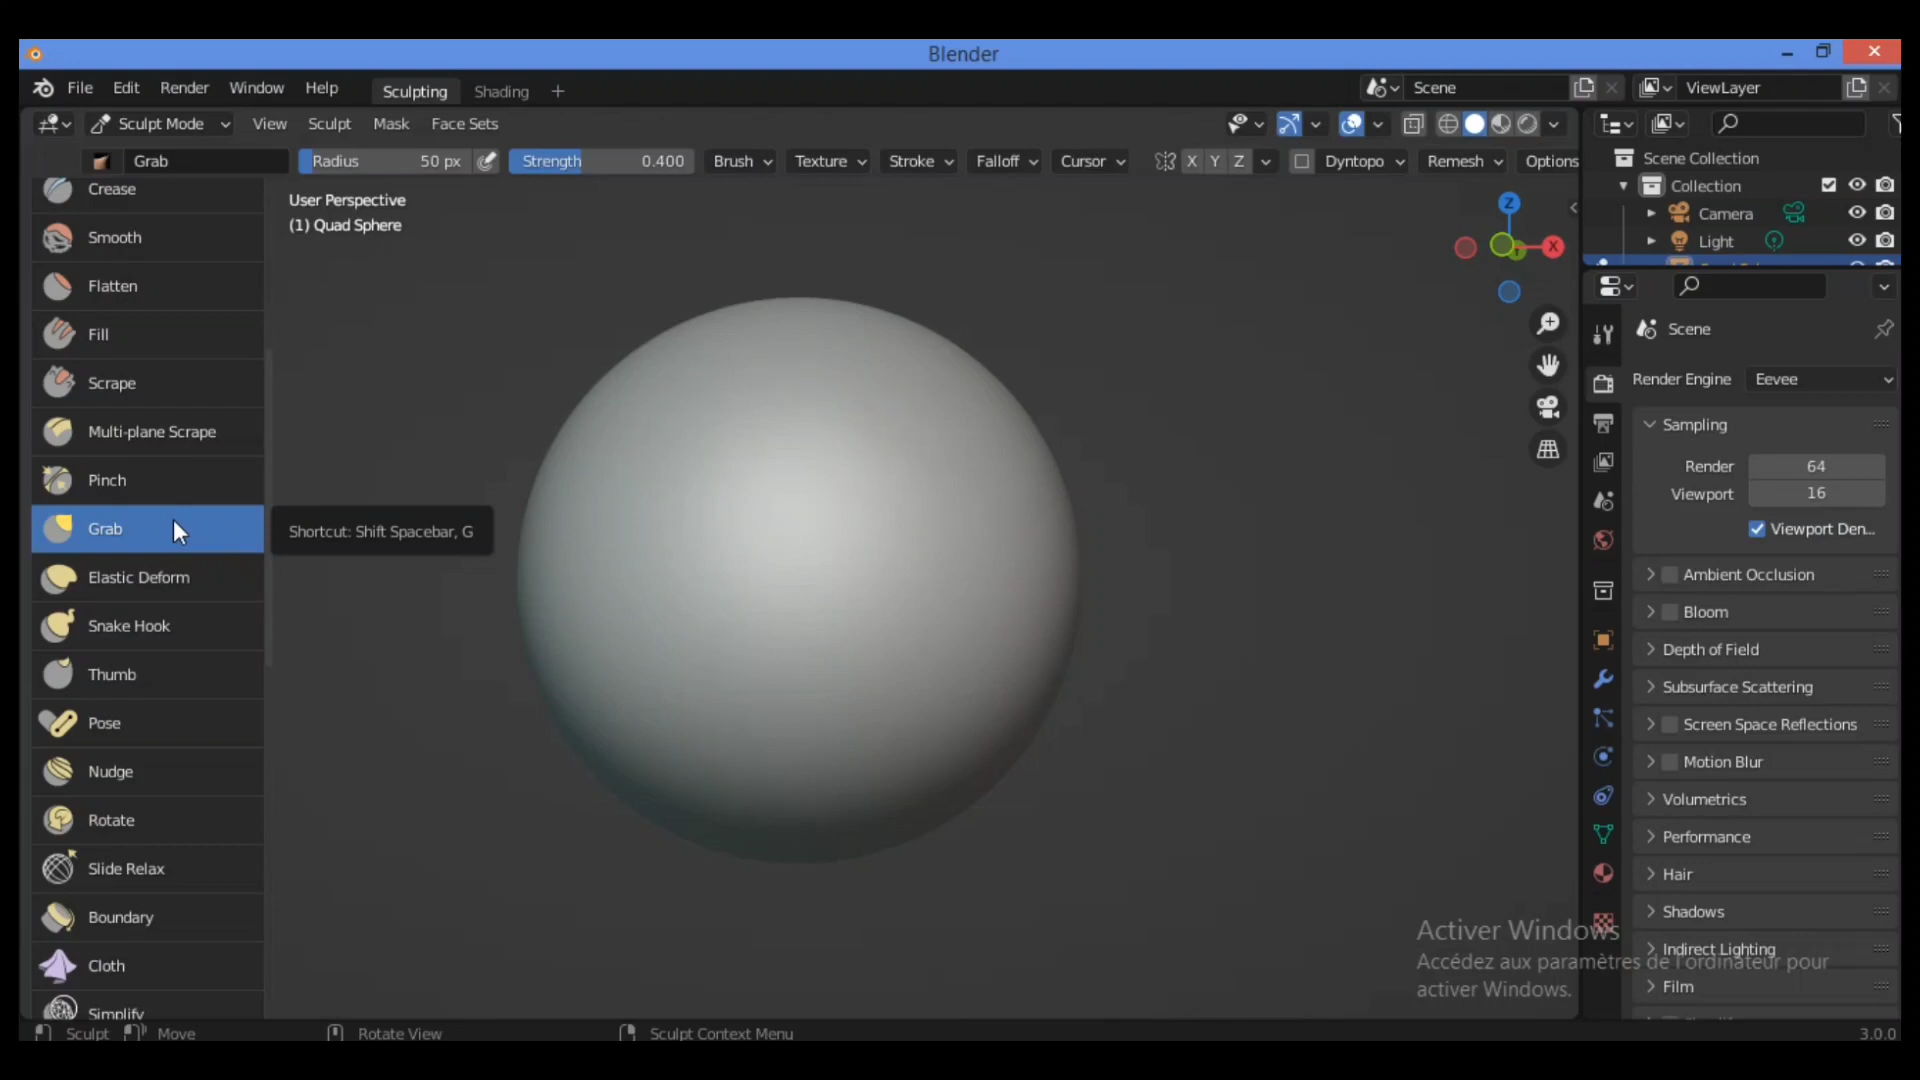 Blender
File Edit Render Window Help Sculpting Shading + Scene ViewLayer
Sculpt Mode View Sculpt Mask Face Sets
Grab Radius 50 px Strength 0.400 Brush Texture Stroke Falloff Cursor X Y Z Dyntopo Remesh Options
Crease
Smooth
Flatten
Fill
Scrape
Multi-plane Scrape
Pinch
Grab
Elastic Deform
Snake Hook
Thumb
Pose
Nudge
Rotate
Slide Relax
Boundary
Cloth
Simplify
Shortcut: Shift Spacebar, G
User Perspective
(1) Quad Sphere
Z
X
Scene Collection
Collection
Camera
Light
Scene
Render Engine Eevee
Sampling
Render 64
Viewport 16
Viewport Den...
Ambient Occlusion
Bloom
Depth of Field
Subsurface Scattering
Screen Space Reflections
Motion Blur
Volumetrics
Performance
Hair
Shadows
Indirect Lighting
Film
Activer Windows
Accédez aux paramètres de l'ordinateur pour
activer Windows.
Sculpt Move Rotate View Sculpt Context Menu 3.0.0